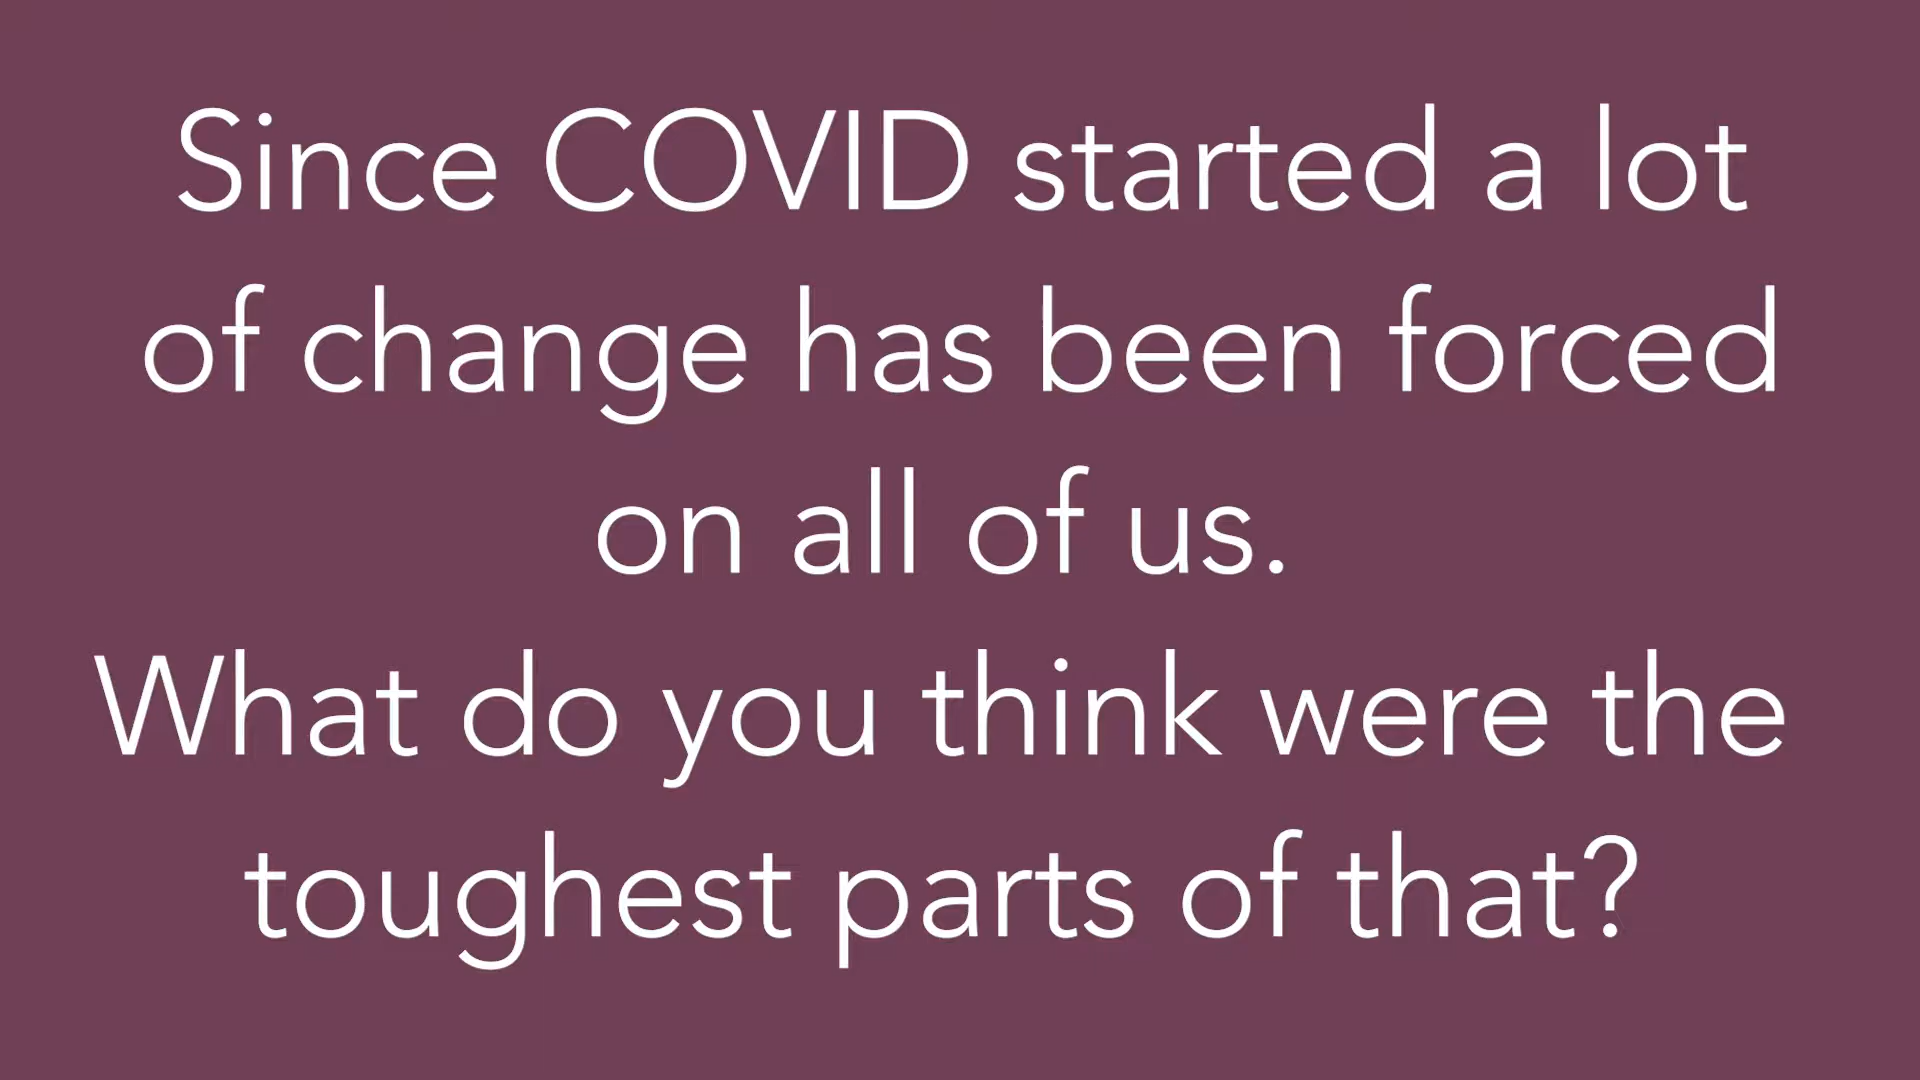 Since COVID started a lot
of change has been forced
on all of us.
What do you think were the
toughest parts of that?